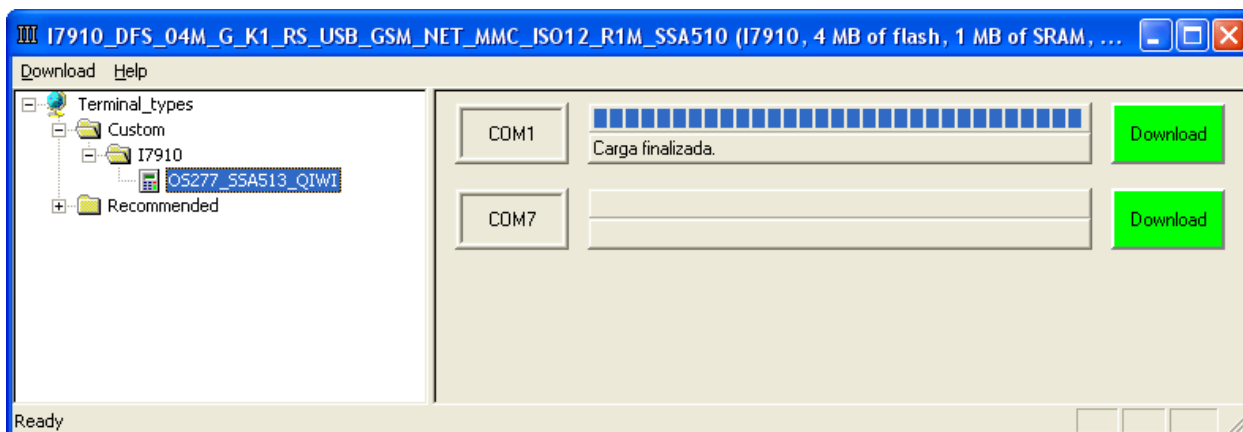 I7910_DFS_04M_G_K1_RS_USB_GSM_NET_MMC_ISO12_R1M_SSA510 (I7910, 4 MB of flash, 1 MB of SRAM, ...
Download Help
Terminal_types
Custom
I7910
OS277_SSA513_QIWI
Recommended
COM1
Carga finalizada.
Download
COM7
Download
Ready